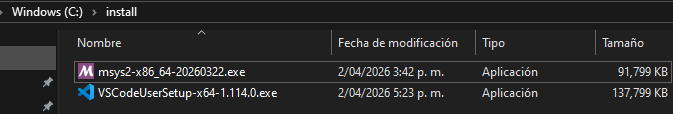 Windows (C:) > install
Nombre Fecha de modificación Tipo Tamaño
msys2-x86_64-20260322.exe 2/04/2026 3:42 p. m. Aplicación 91,799 KB
VSCodeUserSetup-x64-1.114.0.exe 2/04/2026 5:23 p. m. Aplicación 137,799 KB